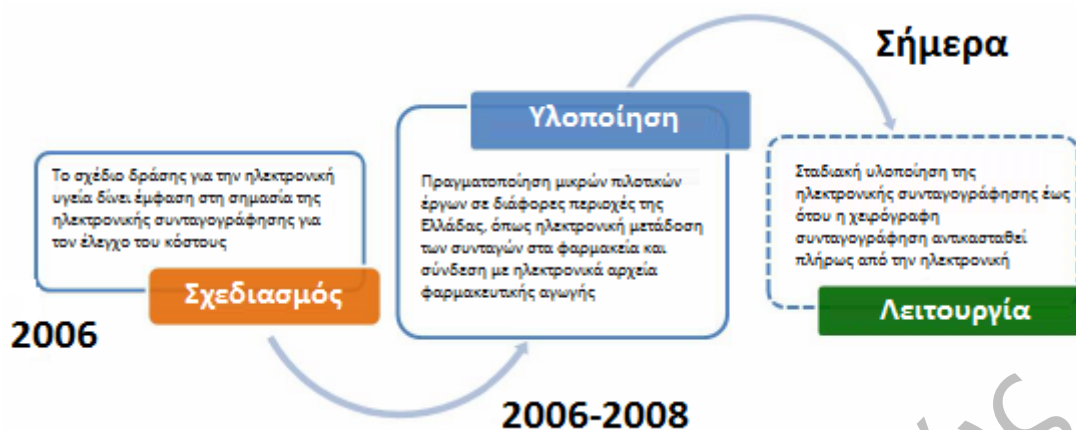 Σήμερα
Υλοποίηση
Το σχέδιο δράσης για την ηλεκτρονική
υγεία δίνει έμφαση στη σημασία της
ηλεκτρονικής συνταγογράφησης για
τον έλεγχο του κόστους
Σχεδιασμός
2006
Πραγματοποίηση μικρών πιλοτικών
έργων σε διάφορες περιοχές της
Ελλάδας, όπως ηλεκτρονική μετάδοση
των συνταγών στα φαρμακεία και
σύνδεση με ηλεκτρονικά αρχεία
φαρμακευτικής αγωγής
2006-2008
Σταδιακή υλοποίηση της
ηλεκτρονικής συνταγογράφησης έως
ότου η χειρόγραφη
συνταγογράφηση αντικασταθεί
πλήρως από την ηλεκτρονική
Λειτουργία